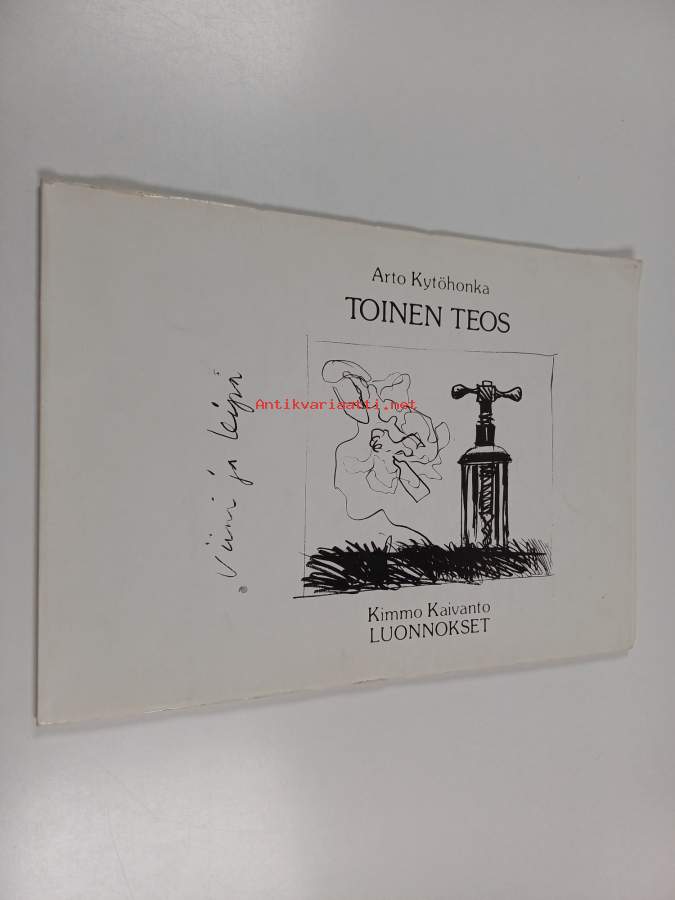 Arto Kytöhonka
TOINEN TEOS
Antikvariaatti.net
Viini ja leipä
Kimmo Kaivanto
LUONNOKSET